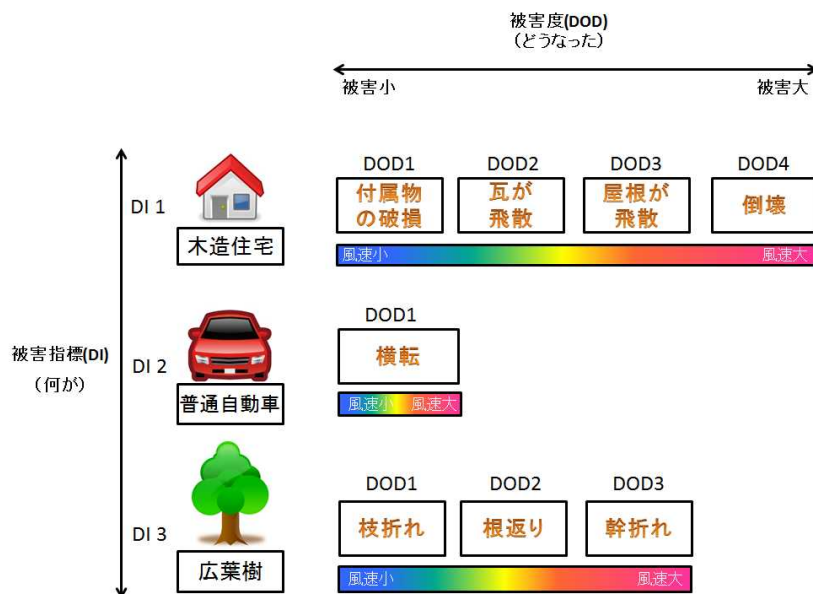 被害度(DOD)
（どうなった）
被害小
被害大
DOD1
DOD2
DOD3
DOD4
DI 1
付属物
の破損
瓦が
飛散
屋根が
飛散
倒壊
木造住宅
風速小
風速大
被害指標(DI)
（何が）
DOD1
DI 2
横転
普通自動車
風速小
風速大
DOD1
DOD2
DOD3
DI 3
枝折れ
根返り
幹折れ
広葉樹
風速小
風速大